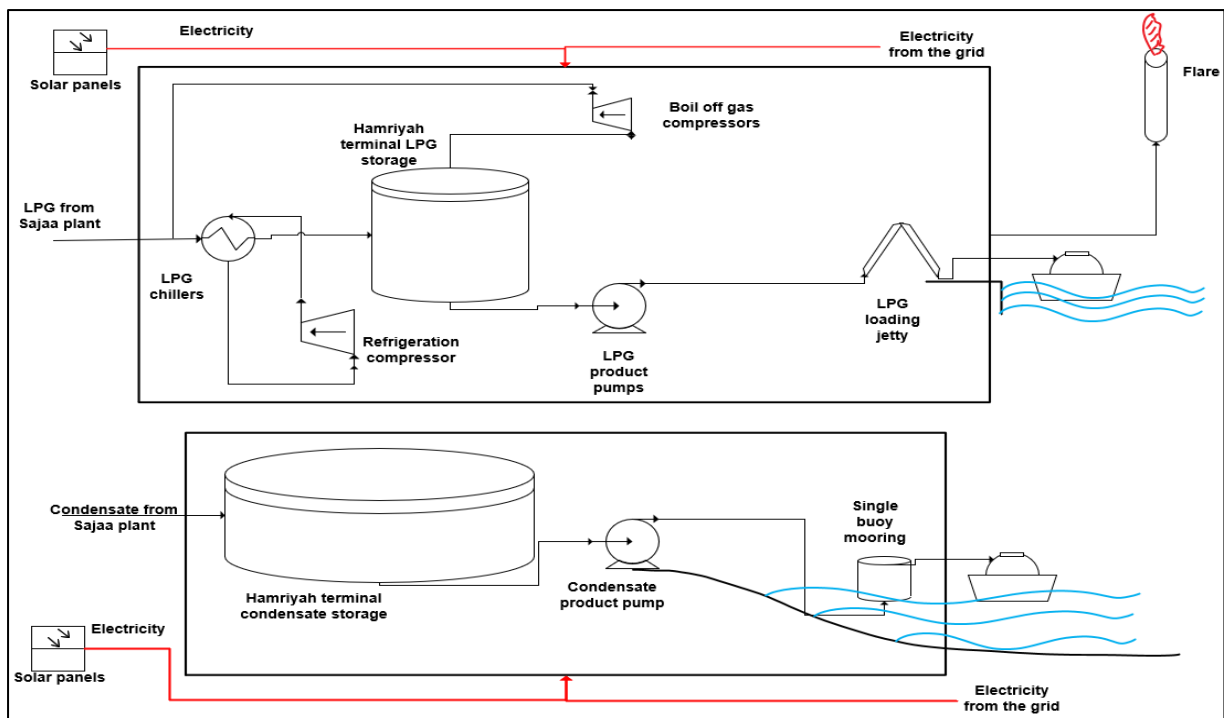 Electricity
Solar panels
Electricity
from the grid
Flare
Boil off gas
compressors
Hamriyah
terminal LPG
storage
LPG from
Sajaa plant
LPG
chillers
Refrigeration
compressor
LPG
product
pumps
LPG
loading
jetty
Condensate from
Sajaa plant
Single
buoy
mooring
Hamriyah terminal
condensate storage
Condensate
product pump
Electricity
Solar panels
Electricity
from the grid